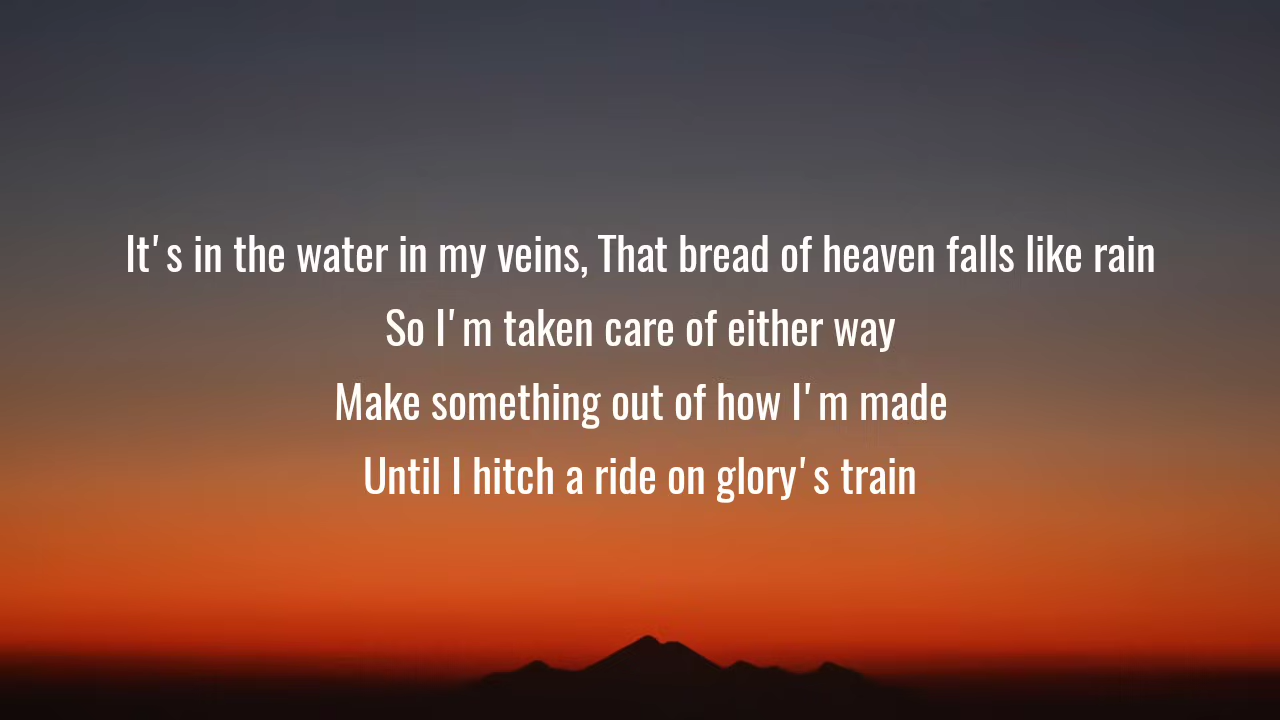 It's in the water in my veins, That bread of heaven falls like rain
So I'm taken care of either way
Make something out of how I'm made
Until I hitch a ride on glory's train